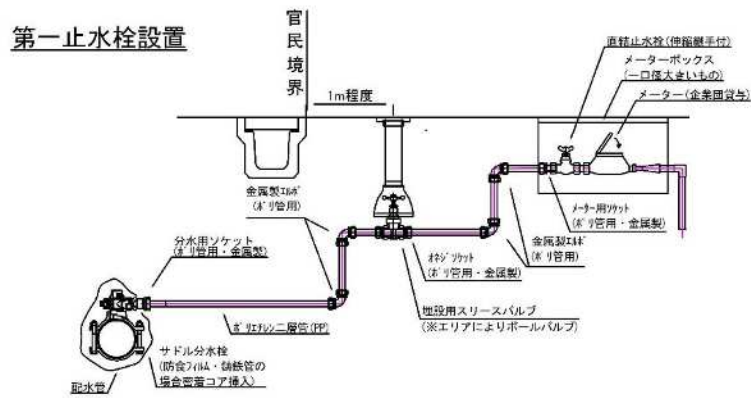 第一止水栓設置
官民境界
1m程度
直結止水栓(伸縮継手付)
メーターボックス
(一口径大きいもの)
メーター(企業団貸与)
金属製エルボ
(ポリ管用)
分水用ソケット
(ポリ管用・金属製)
メーター用ソケット
(ポリ管用・金属製)
金属製エルボ
(ポリ管用)
オネジソケット
(ポリ管用・金属製)
埋設用スリースバルブ
(※エリアによりボールバルブ)
ポリエチレン二層管(PP)
サドル分水栓
(防食フィルム・鋳鉄管の
場合密着コア挿入)
配水管